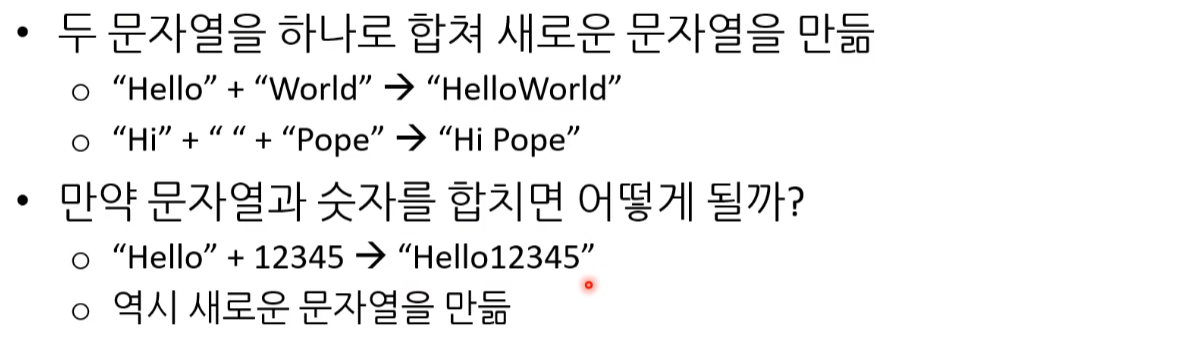 • 두 문자열을 하나로 합쳐 새로운 문자열을 만듦
○ “Hello” + “World” → “HelloWorld”
○ “Hi” + “ “ + “Pope” → “Hi Pope”
• 만약 문자열과 숫자를 합치면 어떻게 될까?
○ “Hello” + 12345 → “Hello12345”
○ 역시 새로운 문자열을 만듦